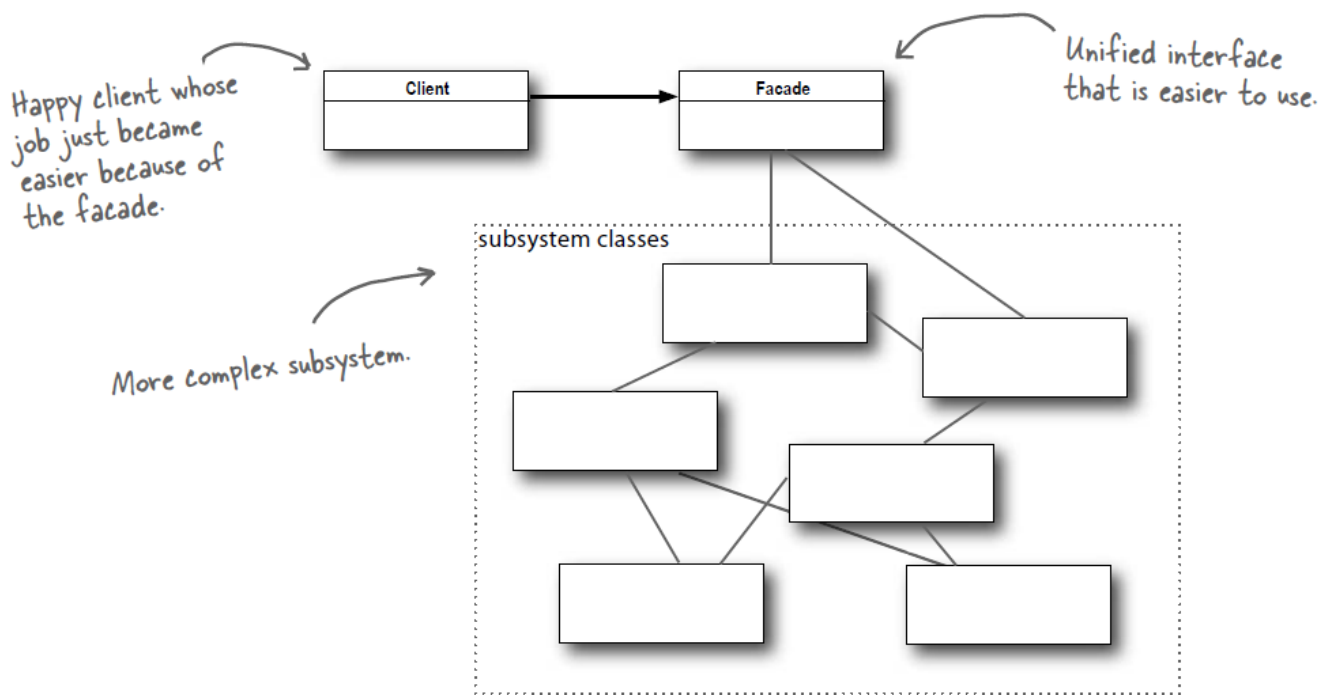 Happy client whose
job just became
easier because of
the facade.
Client
Facade
Unified interface
that is easier to use.
subsystem classes
More complex subsystem.